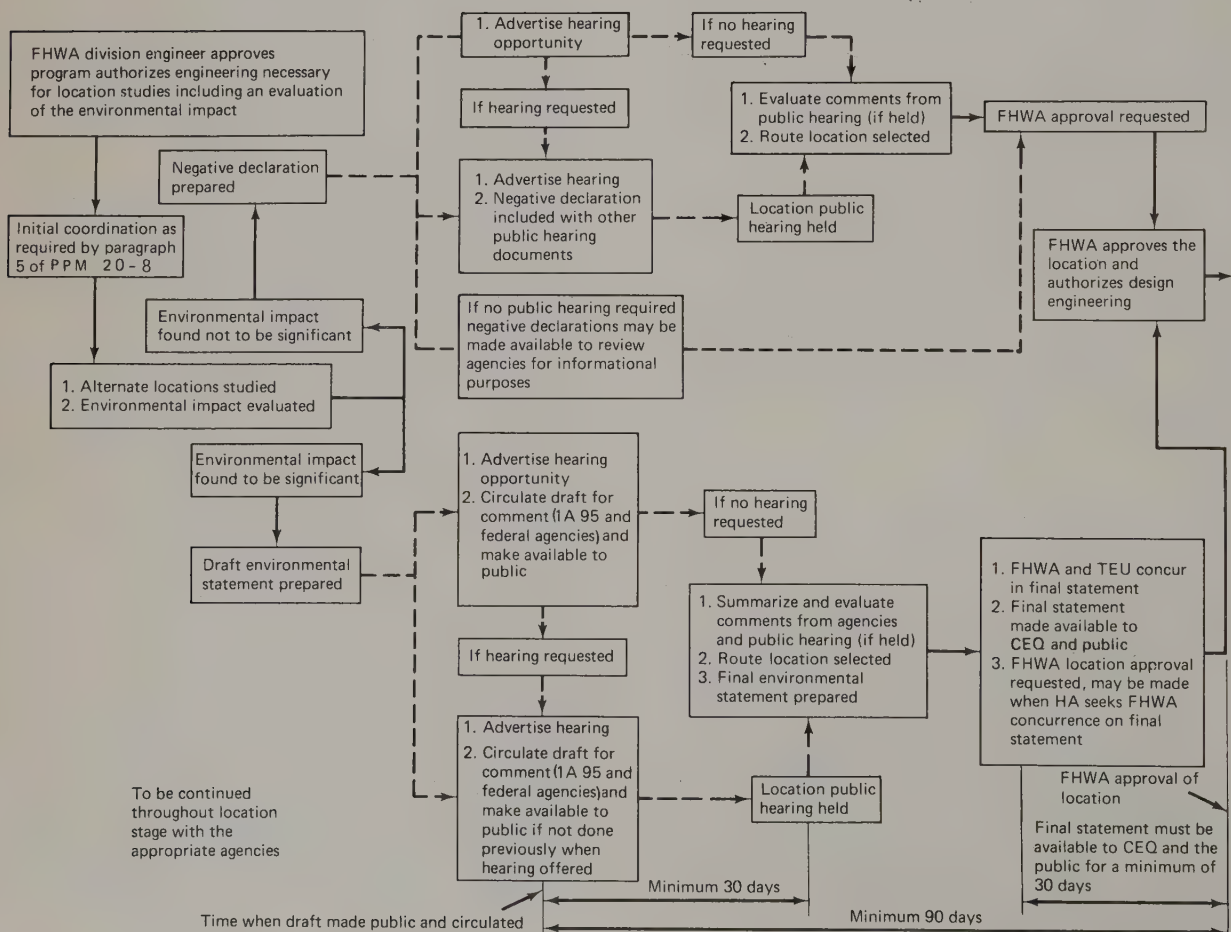 FHWA division engineer approves
program authorizes engineering necessary
for location studies including an evaluation
of the environmental impact
Negative declaration
prepared
Initial coordination as
required by paragraph
5 of PPM 20-8
Environmental impact
found not to be significant
1. Alternate locations studied
2. Environmental impact evaluated
Environmental impact
found to be significant
Draft environmental
statement prepared
1. Advertise hearing
opportunity
If no hearing
requested
If hearing requested
1. Advertise hearing
2. Negative declaration
included with other
public hearing
documents
Location public
hearing held
1. Evaluate comments from
public hearing (if held)
2. Route location selected
FHWA approval requested
If no public hearing required
negative declarations may be
made available to review
agencies for informational
purposes
FHWA approves the
location and
authorizes design
engineering
1. Advertise hearing
opportunity
2. Circulate draft for
comment (1A 95 and
federal agencies) and
make available to
public
If no hearing
requested
If hearing requested
1. Advertise hearing
2. Circulate draft for
comment (1A 95 and
federal agencies) and
make available to
public if not done
previously when
hearing offered
Location public
hearing held
1. Summarize and evaluate
comments from agencies
and public hearing (if held)
2. Route location selected
3. Final environmental
statement prepared
1. FHWA and TEU concur
in final statement
2. Final statement
made available to
CEQ and public
3. FHWA location approval
requested, may be made
when HA seeks FHWA
concurrence on final
statement
To be continued
throughout location
stage with the
appropriate agencies
FHWA approval of
location
Final statement must be
available to CEQ and the
public for a minimum of
30 days
Minimum 30 days
Time when draft made public and circulated
Minimum 90 days